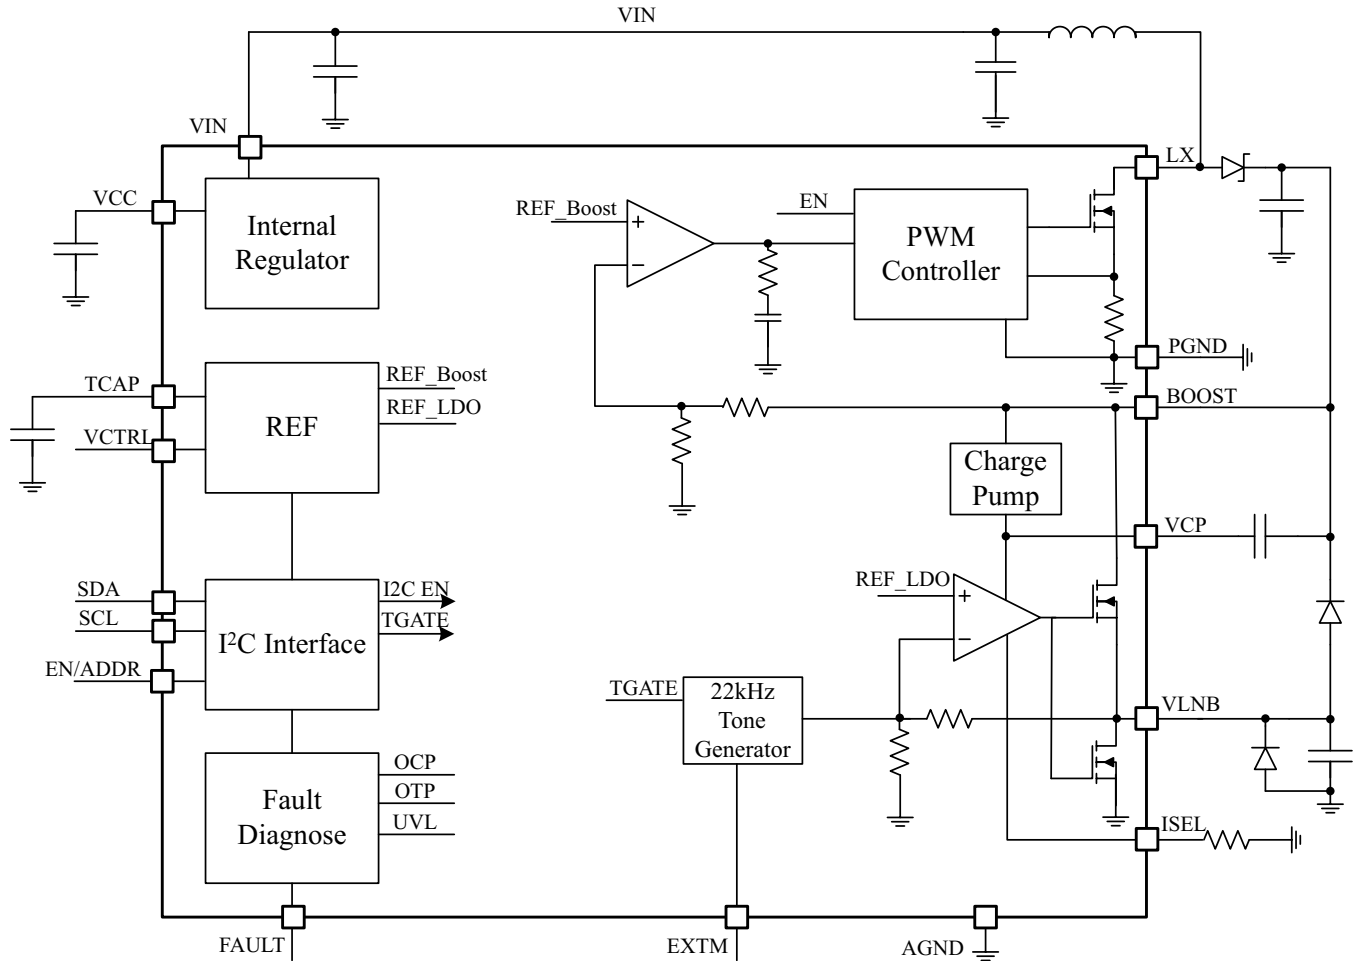 VIN
VIN
LX
VCC
Internal
Regulator
REF_Boost
+
−
EN
PWM
Controller
PGND
TCAP
VCTRL
REF
REF_Boost
REF_LDO
BOOST
Charge
Pump
VCP
SDA
SCL
EN/ADDR
I²C Interface
I2C EN
TGATE
REF_LDO
+
−
TGATE
22kHz
Tone
Generator
VLNB
Fault
Diagnose
OCP
OTP
UVL
ISEL
FAULT
EXTM
AGND